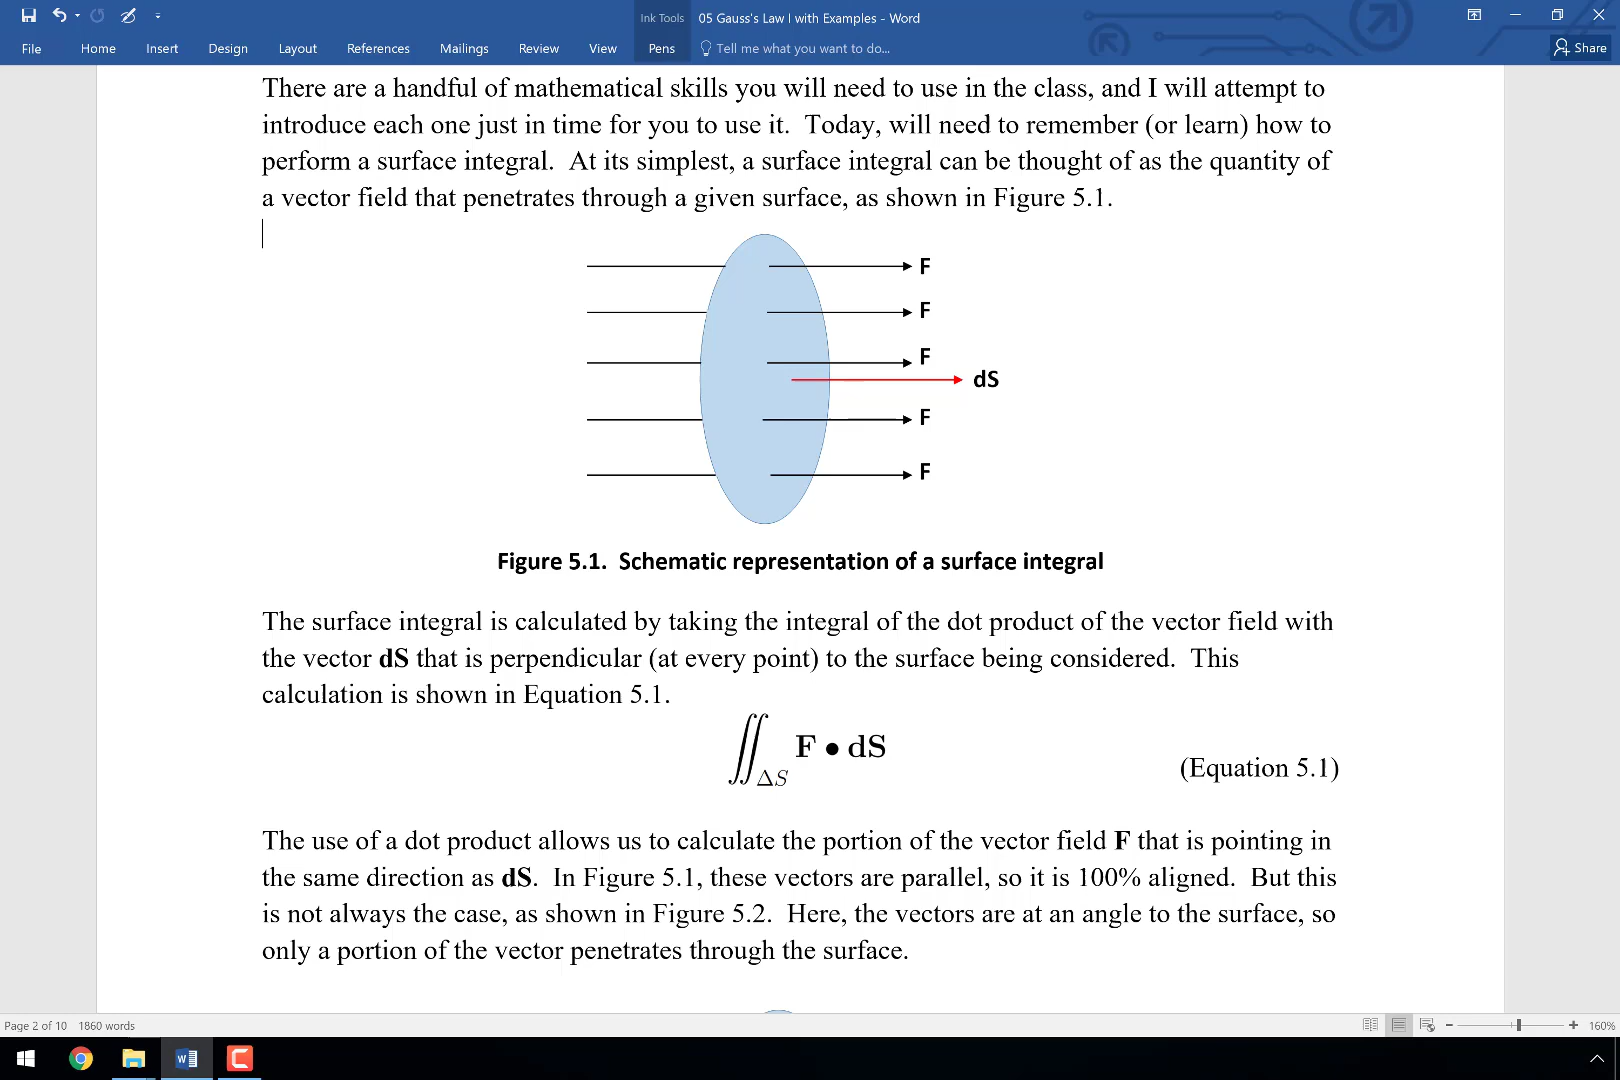 Ink Tools
05 Gauss's Law I with Examples - Word
File Home Insert Design Layout References Mailings Review View Pens Tell me what you want to do... Share
There are a handful of mathematical skills you will need to use in the class, and I will attempt to
introduce each one just in time for you to use it. Today, will need to remember (or learn) how to
perform a surface integral. At its simplest, a surface integral can be thought of as the quantity of
a vector field that penetrates through a given surface, as shown in Figure 5.1.
F
F
F
dS
F
F
Figure 5.1. Schematic representation of a surface integral
The surface integral is calculated by taking the integral of the dot product of the vector field with
the vector dS that is perpendicular (at every point) to the surface being considered. This
calculation is shown in Equation 5.1.
∬ΔS F • dS
(Equation 5.1)
The use of a dot product allows us to calculate the portion of the vector field F that is pointing in
the same direction as dS. In Figure 5.1, these vectors are parallel, so it is 100% aligned. But this
is not always the case, as shown in Figure 5.2. Here, the vectors are at an angle to the surface, so
only a portion of the vector penetrates through the surface.
Page 2 of 10 1860 words
160%